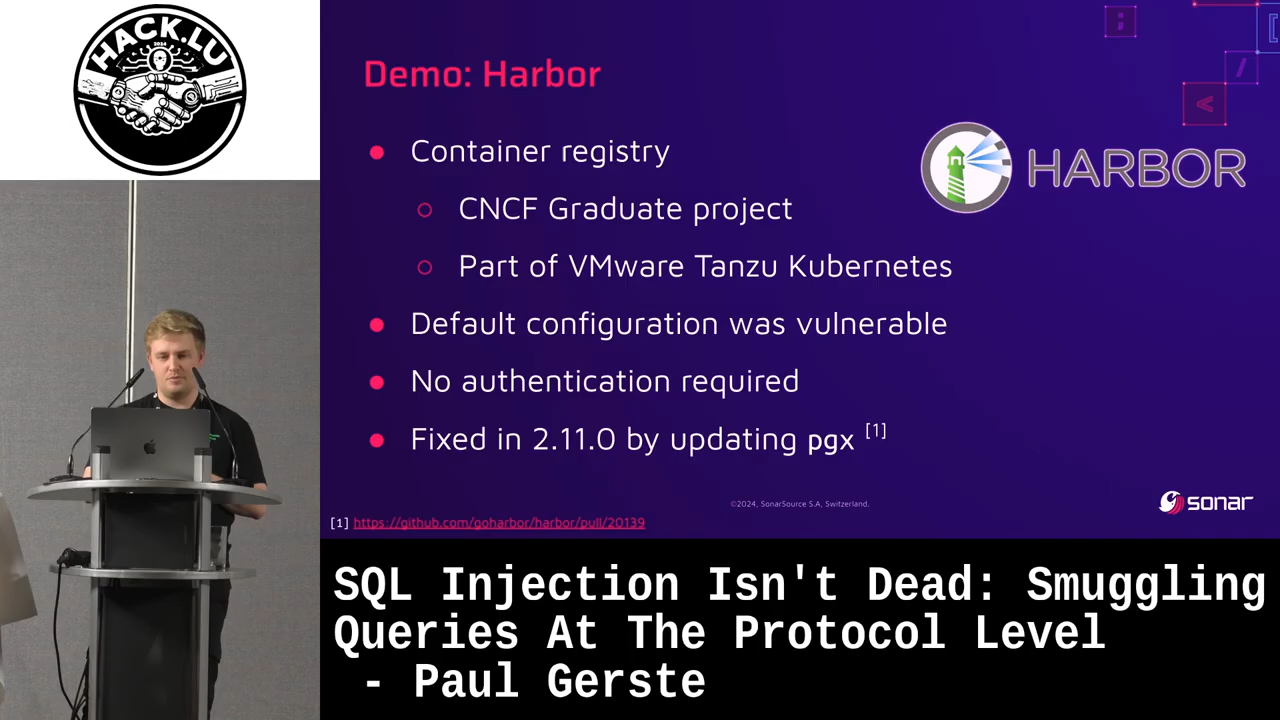 HACK.LU
2024
Demo: Harbor
HARBOR
● Container registry
○ CNCF Graduate project
○ Part of VMware Tanzu Kubernetes
● Default configuration was vulnerable
● No authentication required
● Fixed in 2.11.0 by updating pgx [1]
©2024, SonarSource S.A, Switzerland.
sonar
[1] https://github.com/goharbor/harbor/pull/20139
SQL Injection Isn't Dead: Smuggling
Queries At The Protocol Level
- Paul Gerste